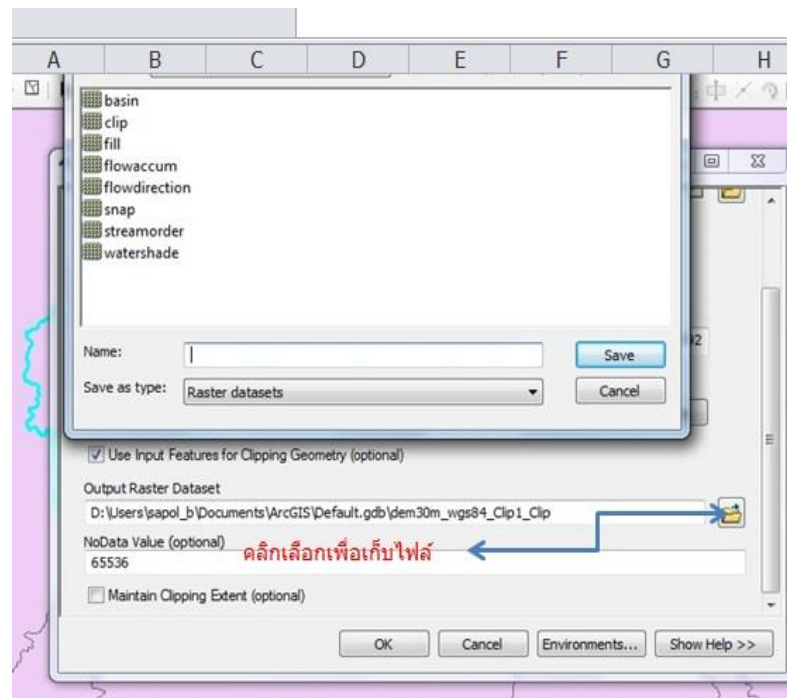 A B C D E F G H
basin
clip
fill
flowaccum
flowdirection
snap
streamorder
watershade
Name:
Save
Save as type: Raster datasets
Cancel
Use Input Features for Clipping Geometry (optional)
Output Raster Dataset
D:\Users\sapol_b\Documents\ArcGIS\Default.gdb\dem30m_wgs84_Clip1_Clip
NoData Value (optional)
คลิกเลือกเพื่อเก็บไฟล์
65536
Maintain Clipping Extent (optional)
OK Cancel Environments... Show Help >>